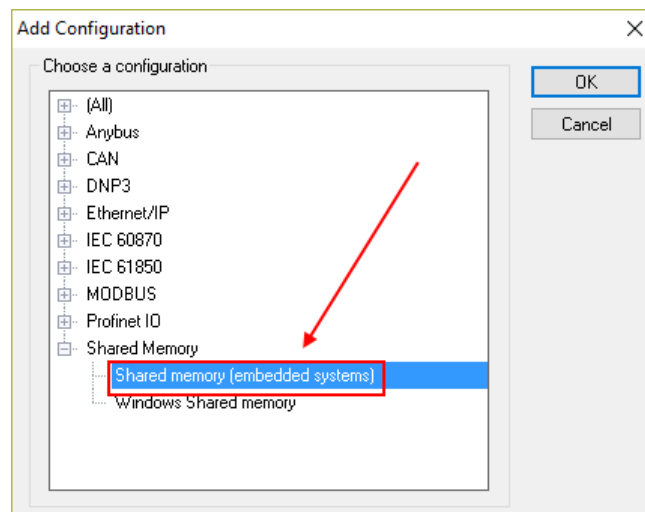 Add Configuration
Choose a configuration
OK
Cancel
(All)
Anybus
CAN
DNP3
Ethernet/IP
IEC 60870
IEC 61850
MODBUS
Profinet IO
Shared Memory
Shared memory (embedded systems)
Windows Shared memory